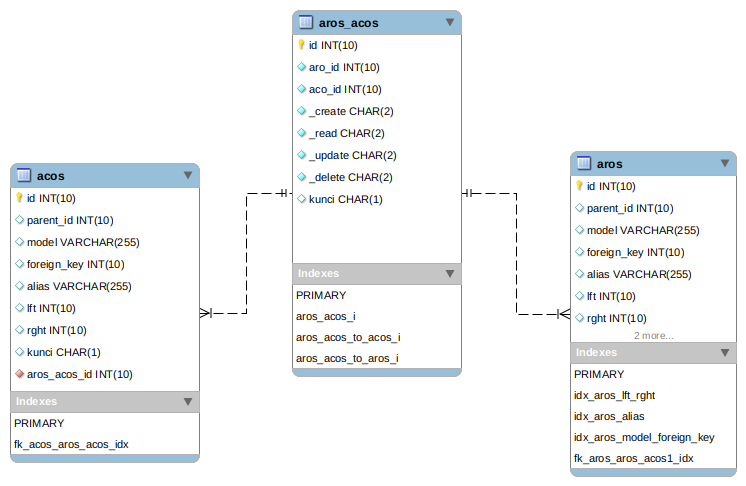 aros_acos
id INT(10)
aro_id INT(10)
aco_id INT(10)
_create CHAR(2)
_read CHAR(2)
_update CHAR(2)
_delete CHAR(2)
kunci CHAR(1)
Indexes
PRIMARY
aros_acos_i
aros_acos_to_acos_i
aros_acos_to_aros_i
acos
id INT(10)
parent_id INT(10)
model VARCHAR(255)
foreign_key INT(10)
alias VARCHAR(255)
lft INT(10)
rght INT(10)
kunci CHAR(1)
aros_acos_id INT(10)
Indexes
PRIMARY
fk_acos_aros_acos_idx
aros
id INT(10)
parent_id INT(10)
model VARCHAR(255)
foreign_key INT(10)
alias VARCHAR(255)
lft INT(10)
rght INT(10)
2 more...
Indexes
PRIMARY
idx_aros_lft_rght
idx_aros_alias
idx_aros_model_foreign_key
fk_aros_aros_acos1_idx